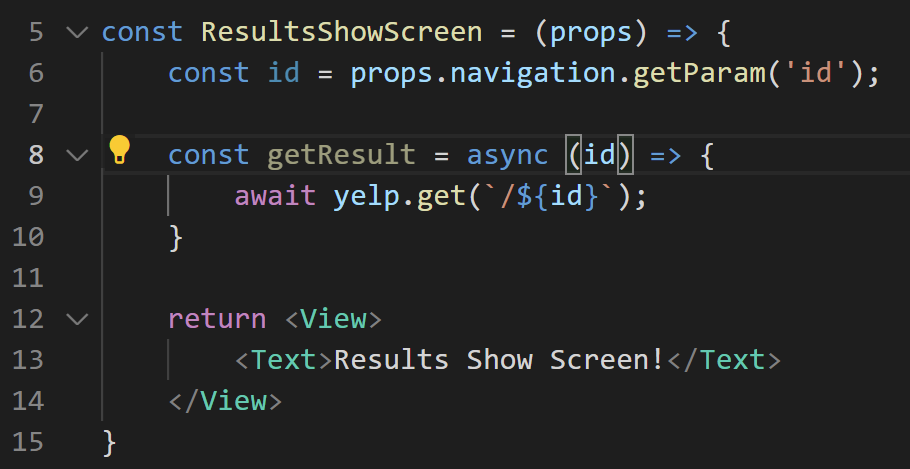 5 const ResultsShowScreen = (props) => {
6     const id = props.navigation.getParam('id');
7
8     const getResult = async (id) => {
9         await yelp.get(`/${id}`);
10     }
11
12     return <View>
13         <Text>Results Show Screen!</Text>
14     </View>
15 }